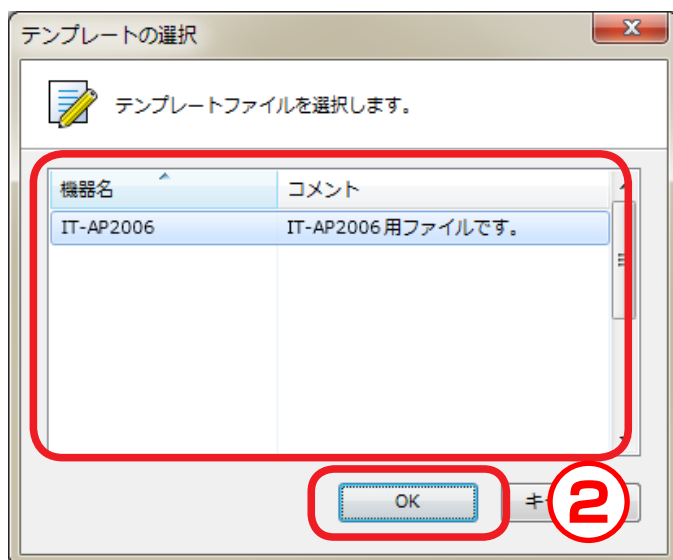 テンプレートの選択
テンプレートファイルを選択します。
機器名 コメント
IT-AP2006 IT-AP2006用ファイルです。
OK キ
2